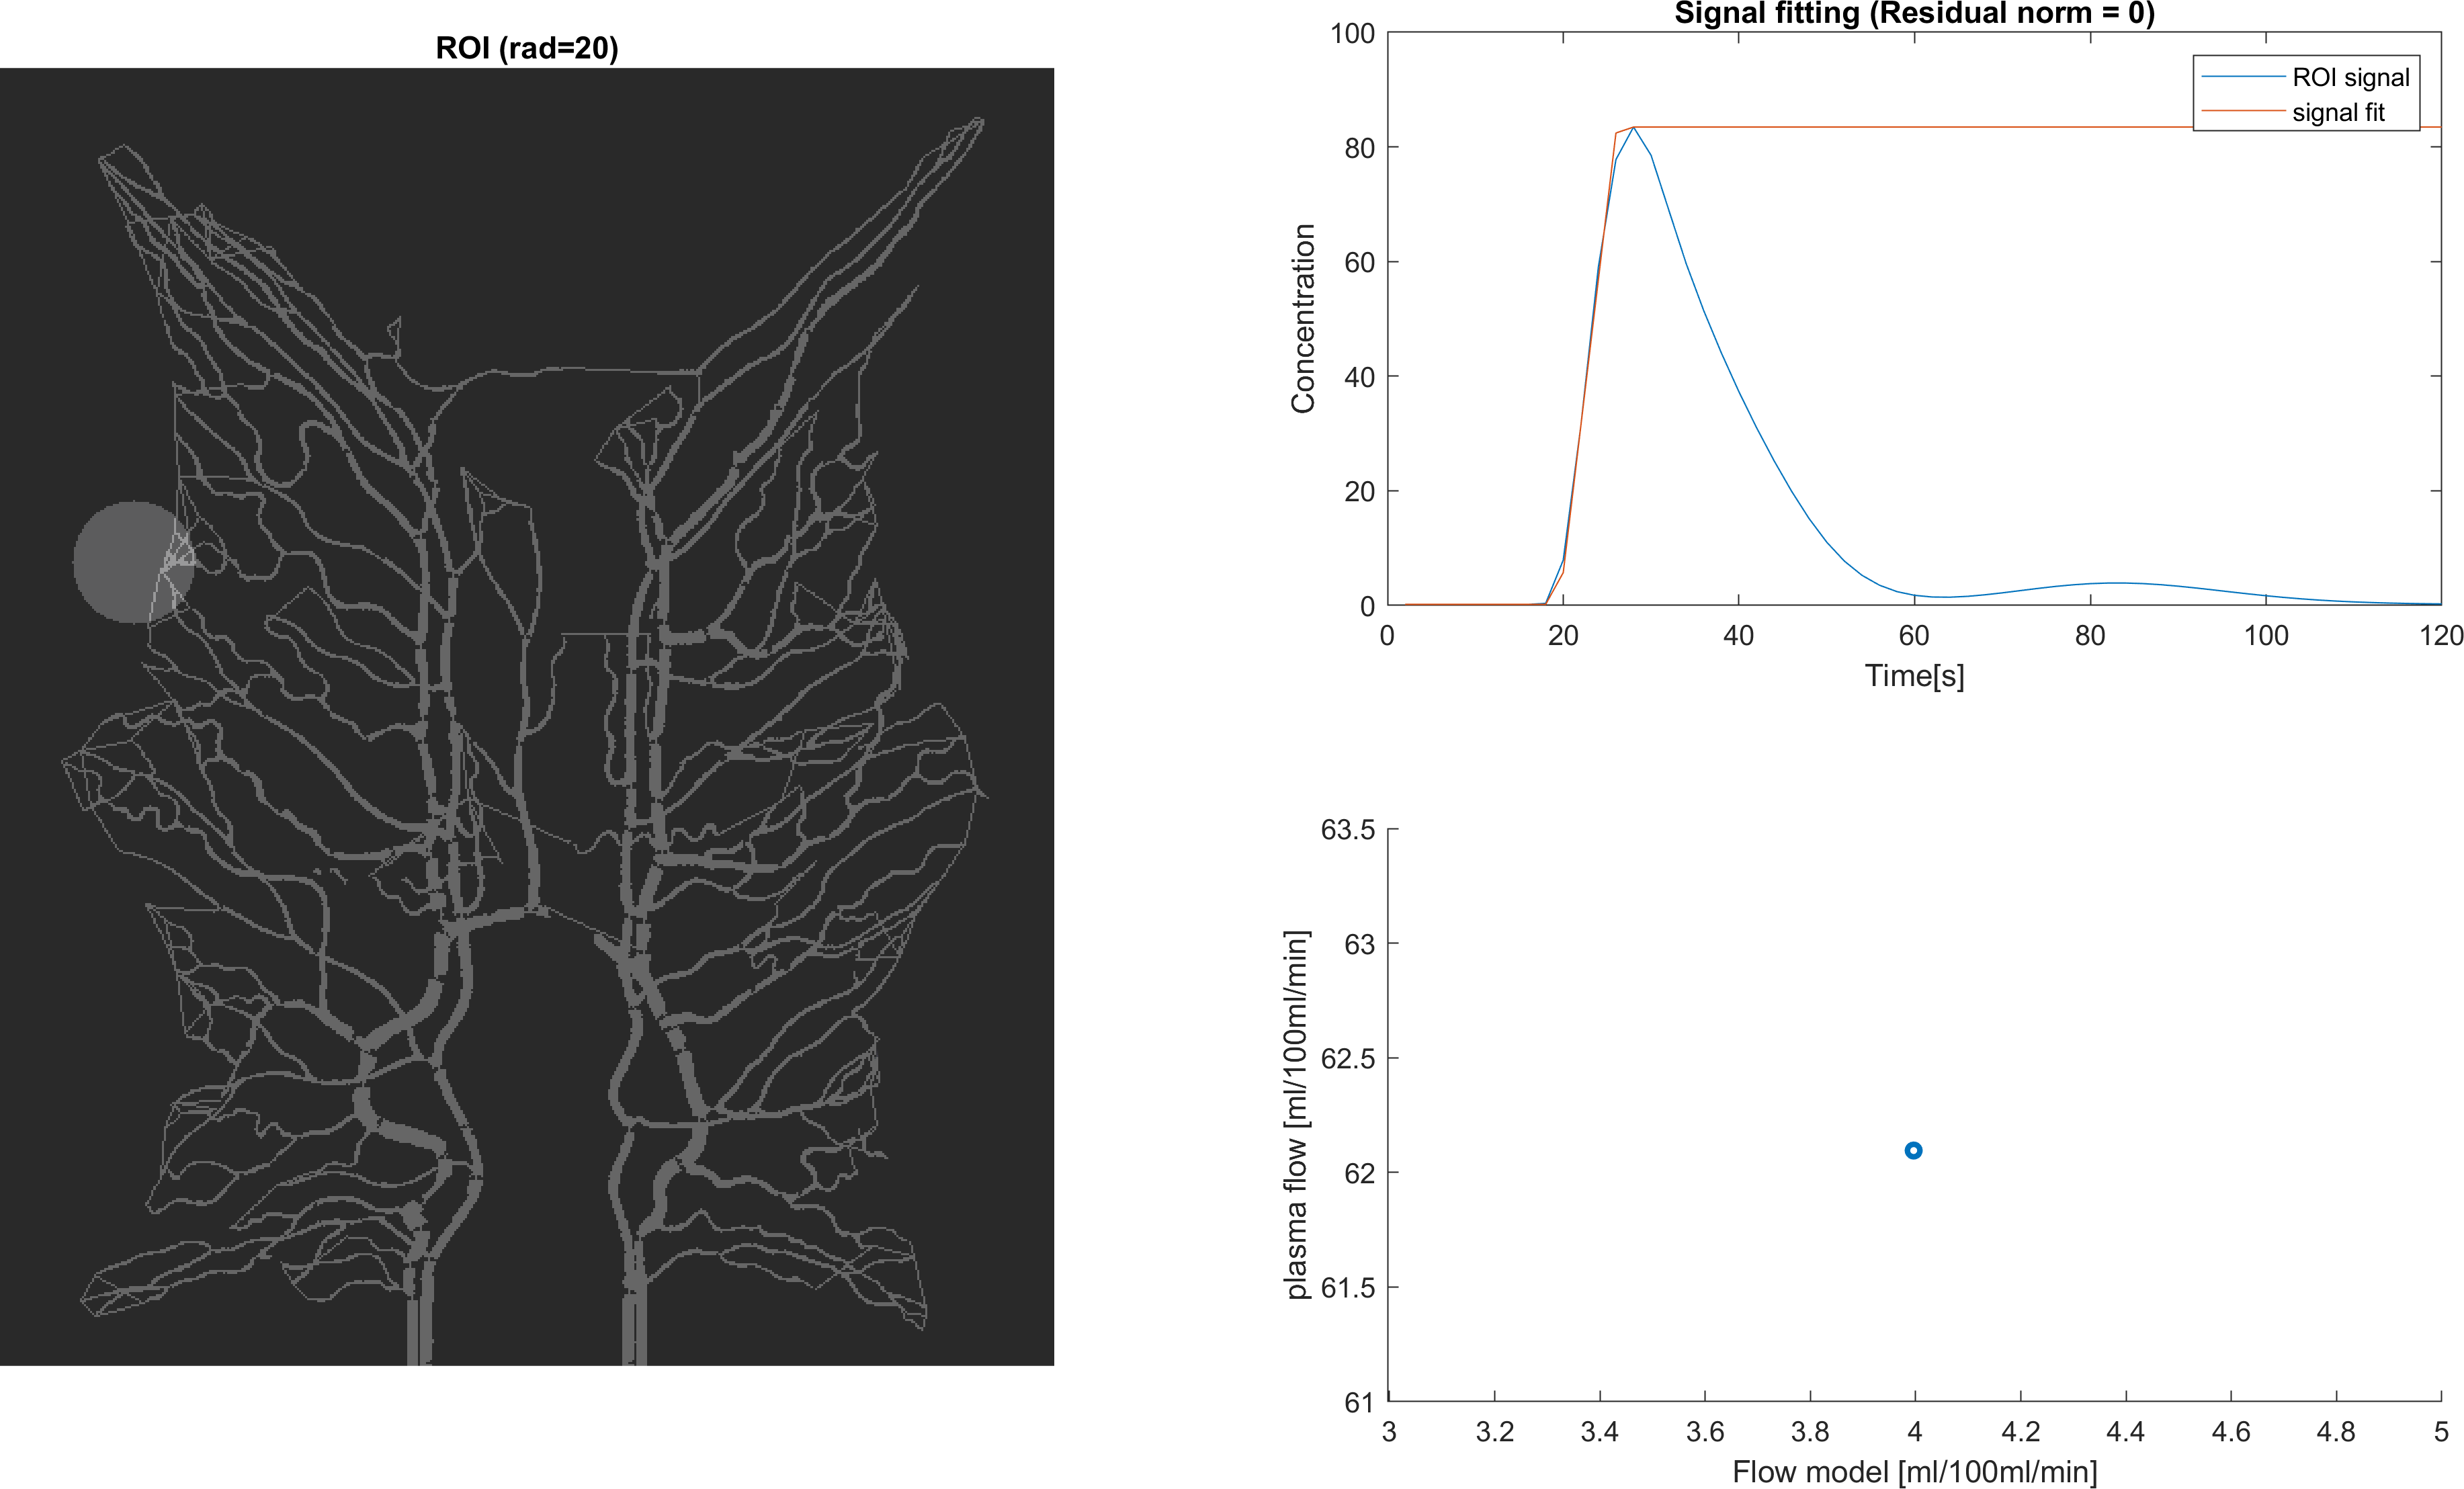 ROI (rad=20)
Signal fitting (Residual norm = 0)
100
80
60
40
20
0
Concentration
ROI signal
signal fit
0 20 40 60 80 100 120
Time[s]
63.5
63
62.5
62
61.5
61
plasma flow [ml/100ml/min]
3 3.2 3.4 3.6 3.8 4 4.2 4.4 4.6 4.8 5
Flow model [ml/100ml/min]